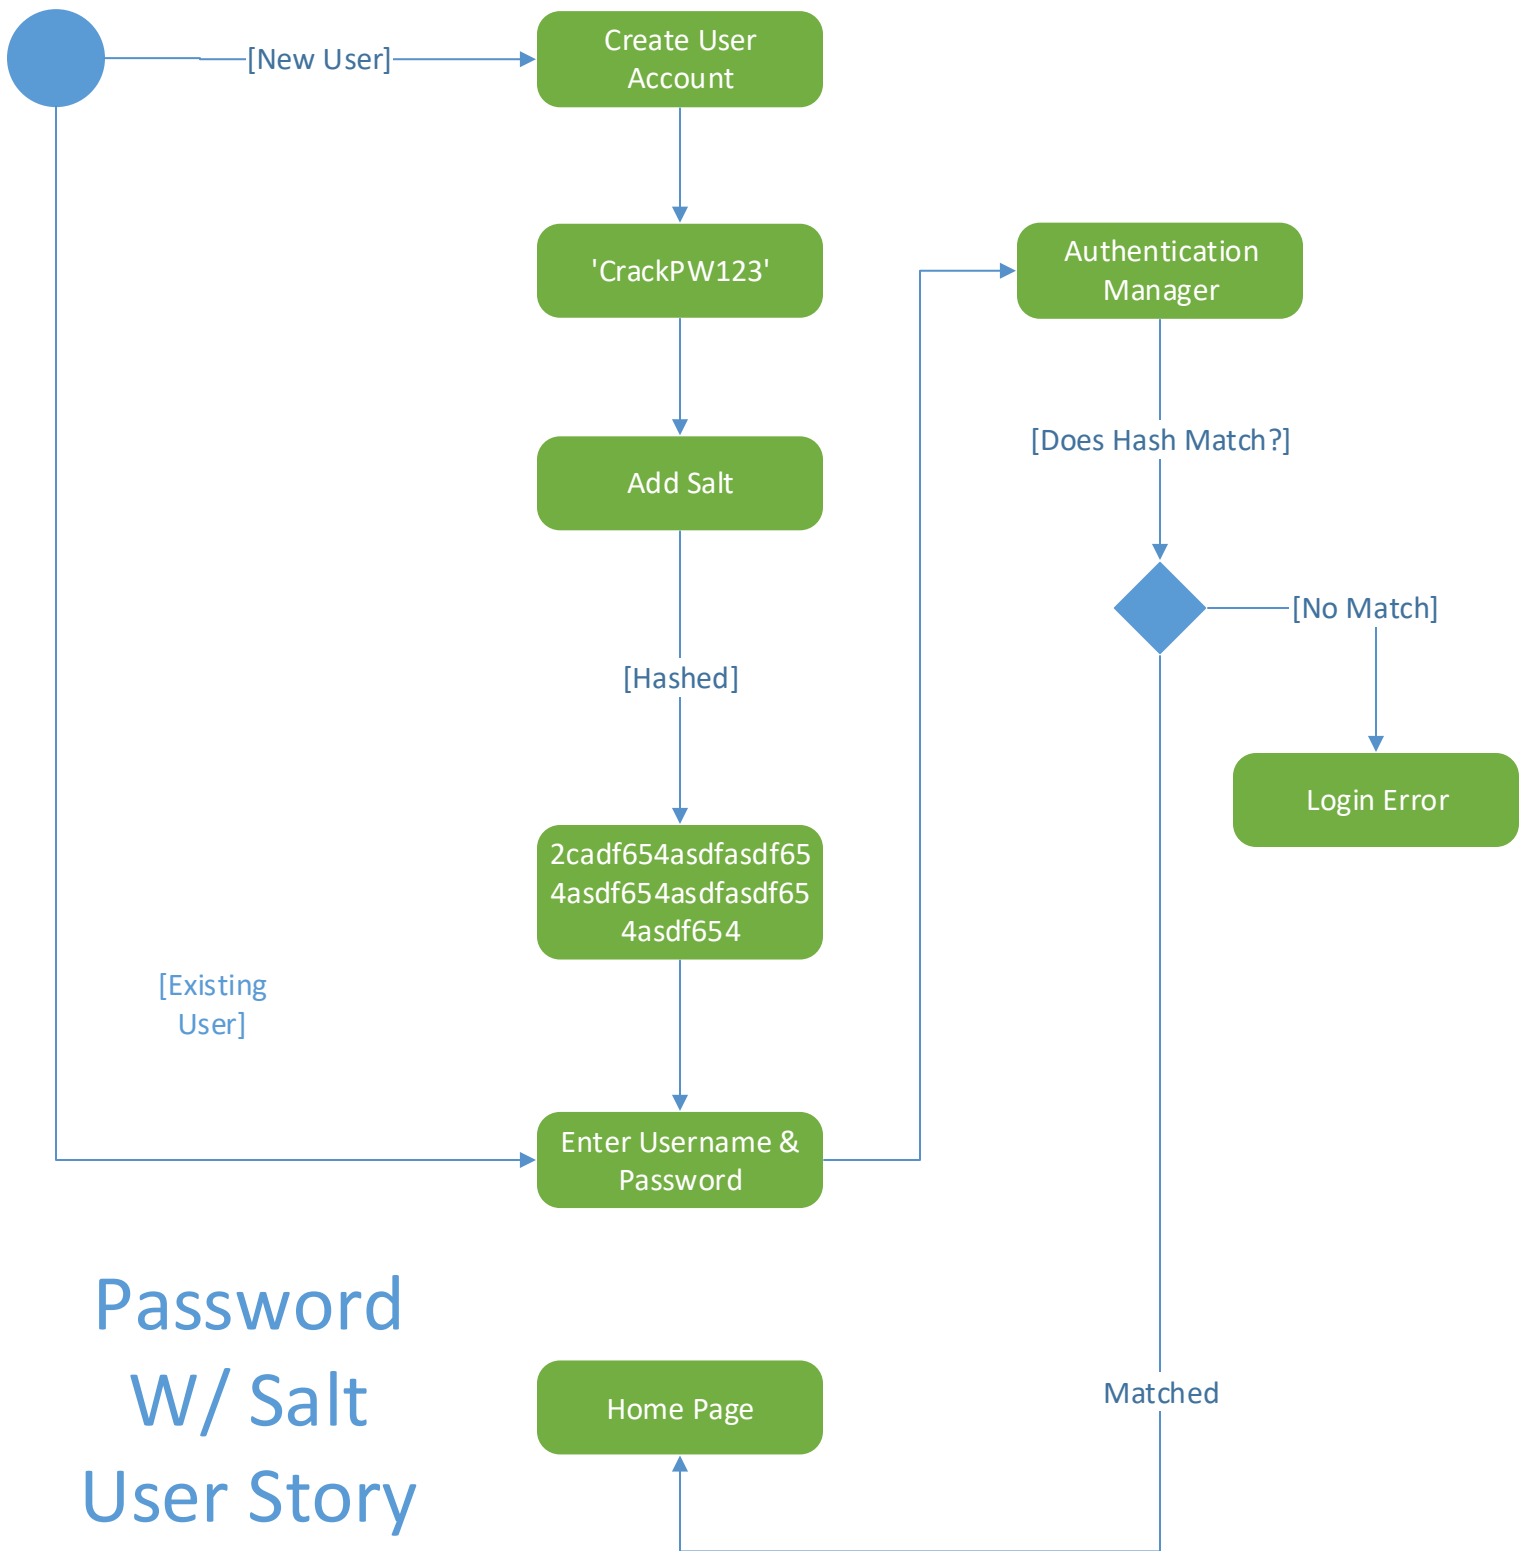 [New User]
Create User
Account
'CrackPW123'
Authentication
Manager
[Does Hash Match?]
Add Salt
[No Match]
[Hashed]
Login Error
2cadf654asdfasdf65
4asdf654asdfasdf65
4asdf654
[Existing
User]
Enter Username &
Password
Password
W/ Salt
User Story
Home Page
Matched